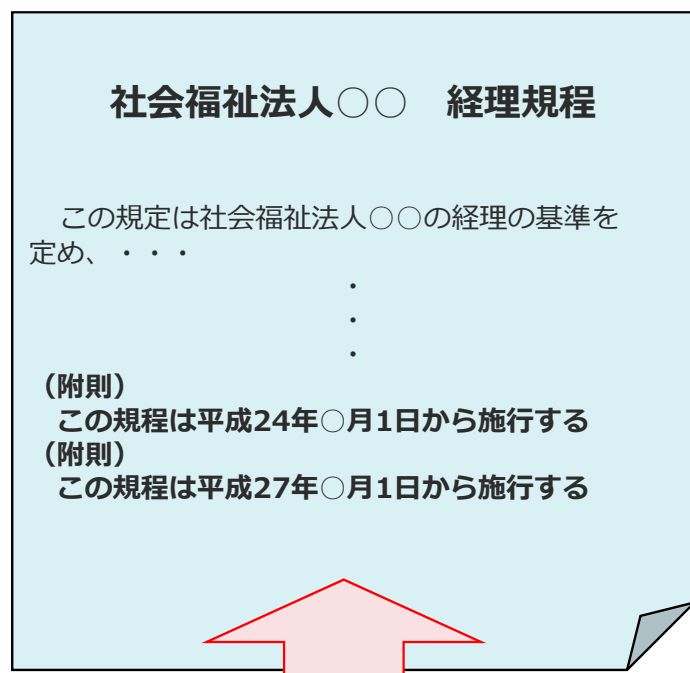 社会福祉法人○○　経理規程
この規定は社会福祉法人○○の経理の基準を
定め、・・・
・
・
・
（附則）
この規程は平成24年○月1日から施行する
（附則）
この規程は平成27年○月1日から施行する